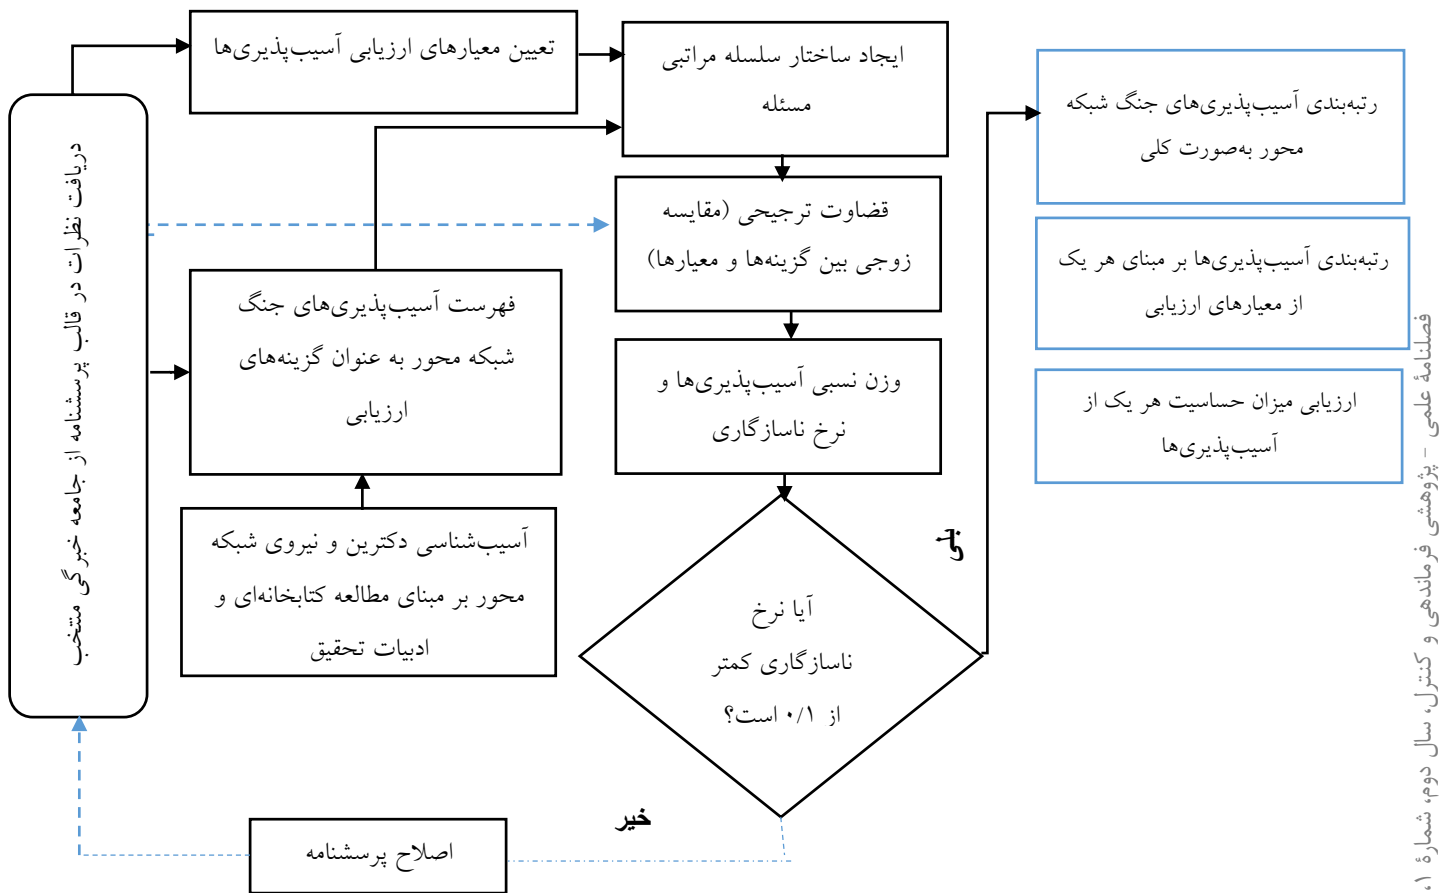 دریافت نظرات در قالب پرسشنامه از جامعه خبرگی منتخب
تعیین معیارهای ارزیابی آسیب‌پذیری‌ها
ایجاد ساختار سلسله مراتبی
مسئله
قضاوت ترجیحی (مقایسه
زوجی بین گزینه‌ها و معیارها)
فهرست آسیب‌پذیری‌های جنگ
شبکه محور به عنوان گزینه‌های
ارزیابی
وزن نسبی آسیب‌پذیری‌ها و
نرخ ناسازگاری
آسیب‌شناسی دکترین و نیروی شبکه
محور بر مبنای مطالعه کتابخانه‌ای و
ادبیات تحقیق
آیا نرخ
ناسازگاری کمتر
از ۰/۱ است؟
بلی
خیر
اصلاح پرسشنامه
رتبه‌بندی آسیب‌پذیری‌های جنگ شبکه
محور به‌صورت کلی
رتبه‌بندی آسیب‌پذیری‌ها بر مبنای هر یک
از معیارهای ارزیابی
ارزیابی میزان حساسیت هر یک از
آسیب‌پذیری‌ها
فصلنامهٔ علمی - پژوهشی فرماندهی و کنترل، سال دوم، شمارهٔ ۱،